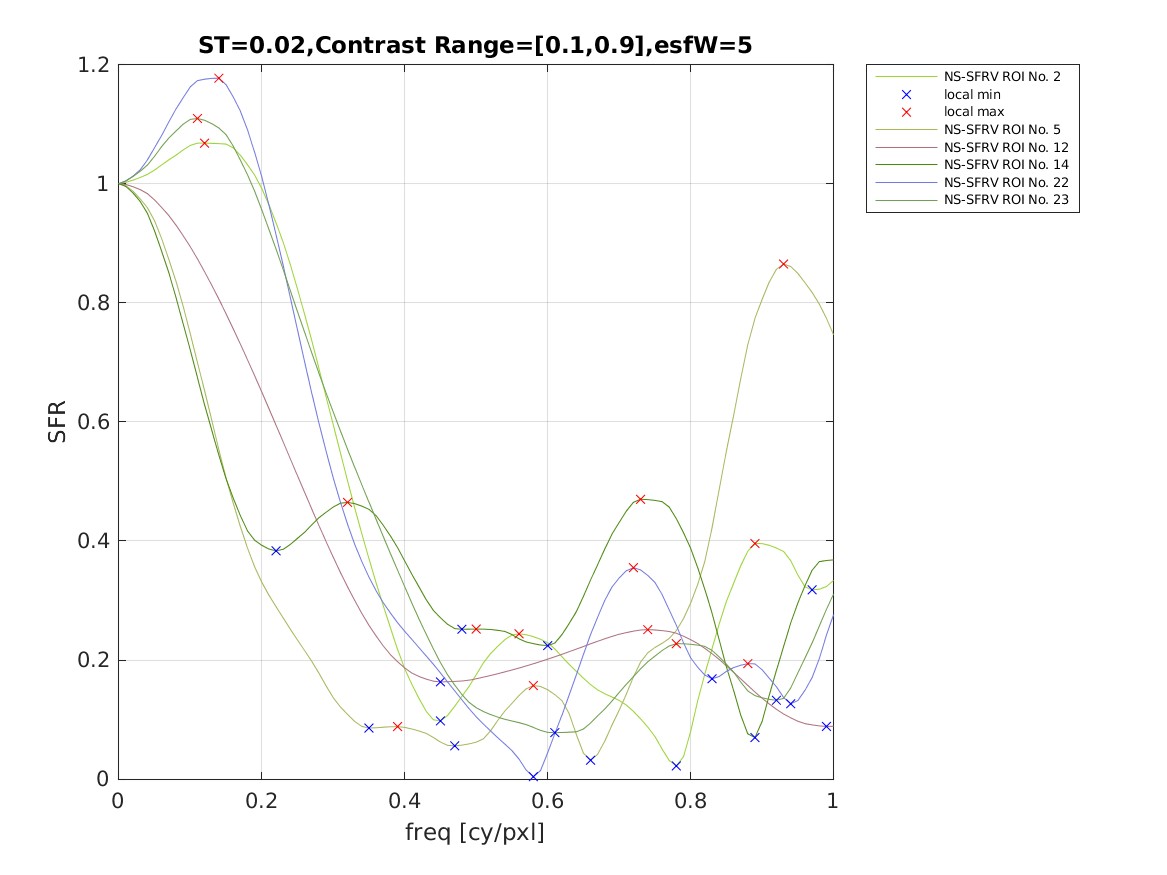 ST=0.02,Contrast Range=[0.1,0.9],esfW=5
1.2
1
0.8
0.6
0.4
0.2
0
SFR
0 0.2 0.4 0.6 0.8 1
freq [cy/pxl]
NS-SFRV ROI No. 2
local min
local max
NS-SFRV ROI No. 5
NS-SFRV ROI No. 12
NS-SFRV ROI No. 14
NS-SFRV ROI No. 22
NS-SFRV ROI No. 23